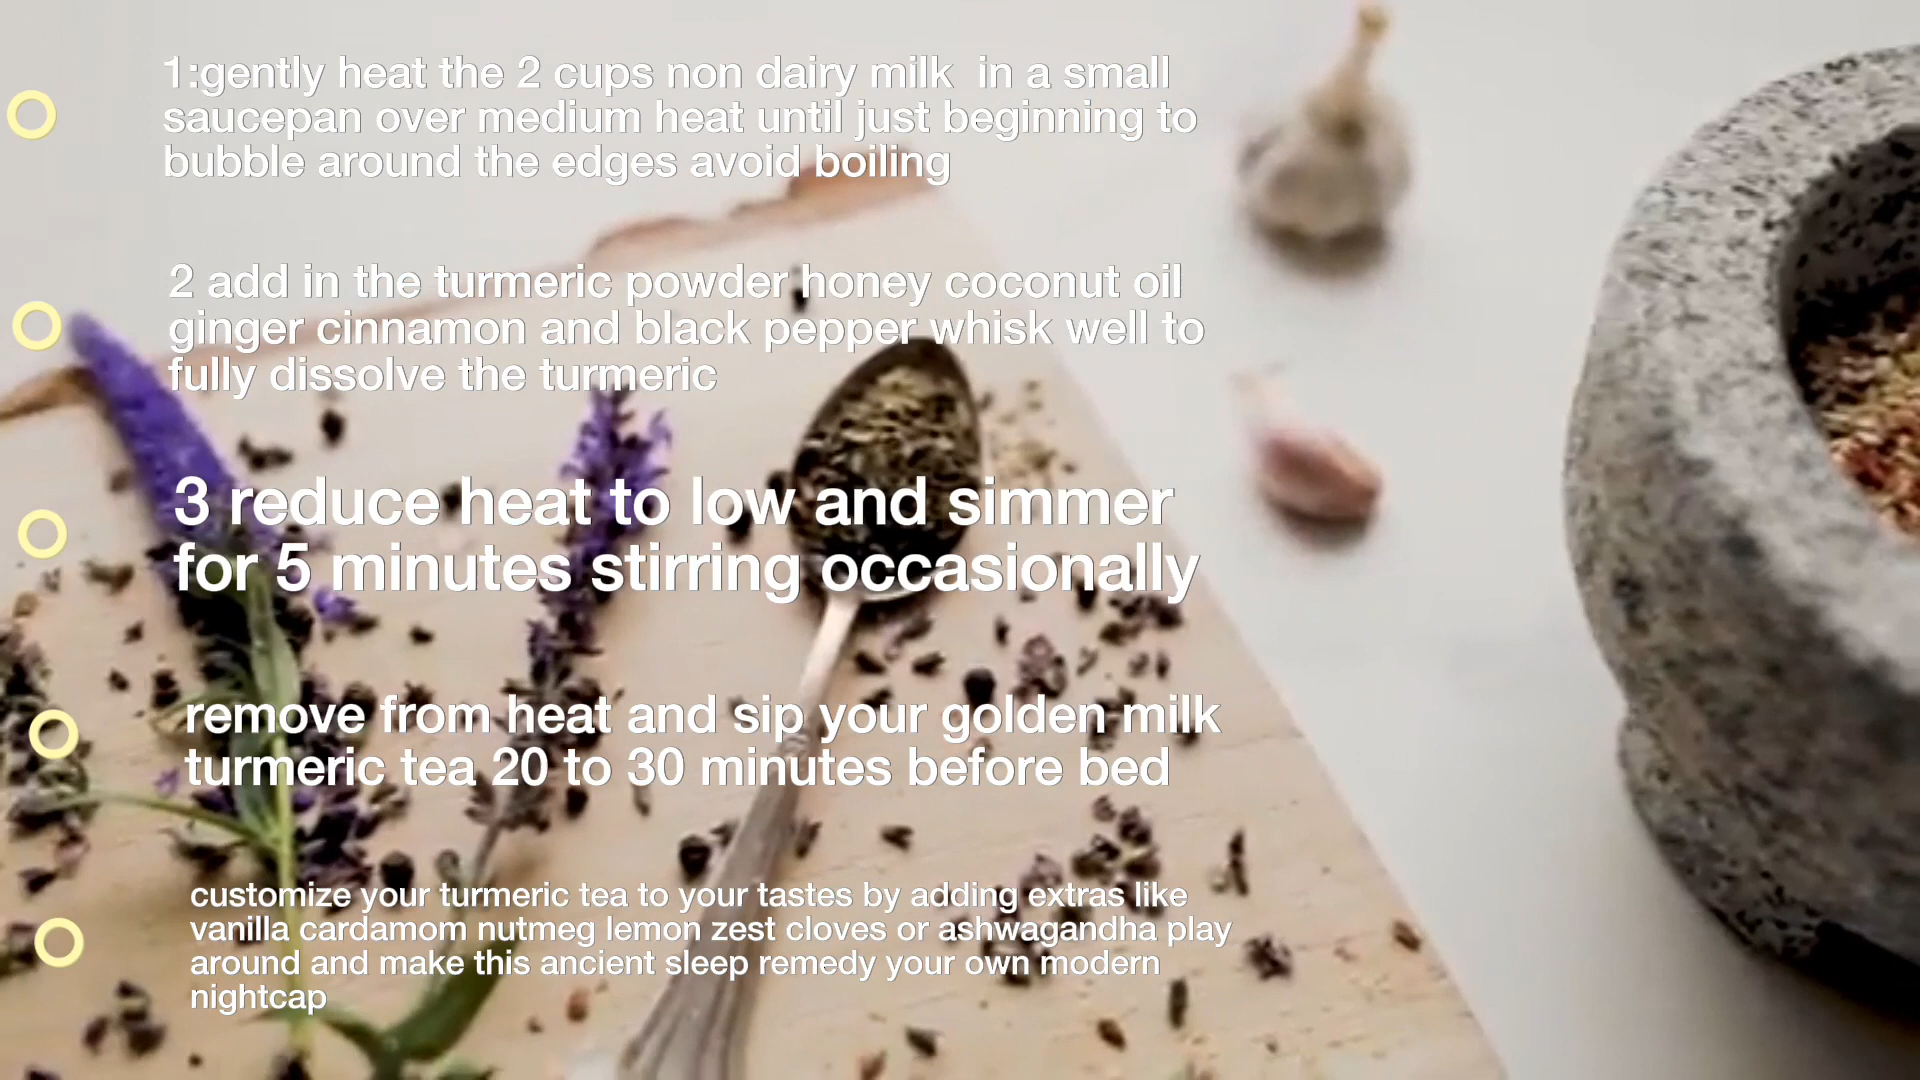 1:gently heat the 2 cups non dairy milk  in a small
saucepan over medium heat until just beginning to
bubble around the edges avoid boiling
2 add in the turmeric powder honey coconut oil
ginger cinnamon and black pepper whisk well to
fully dissolve the turmeric
3 reduce heat to low and simmer
for 5 minutes stirring occasionally
remove from heat and sip your golden milk
turmeric tea 20 to 30 minutes before bed
customize your turmeric tea to your tastes by adding extras like
vanilla cardamom nutmeg lemon zest cloves or ashwagandha play
around and make this ancient sleep remedy your own modern
nightcap